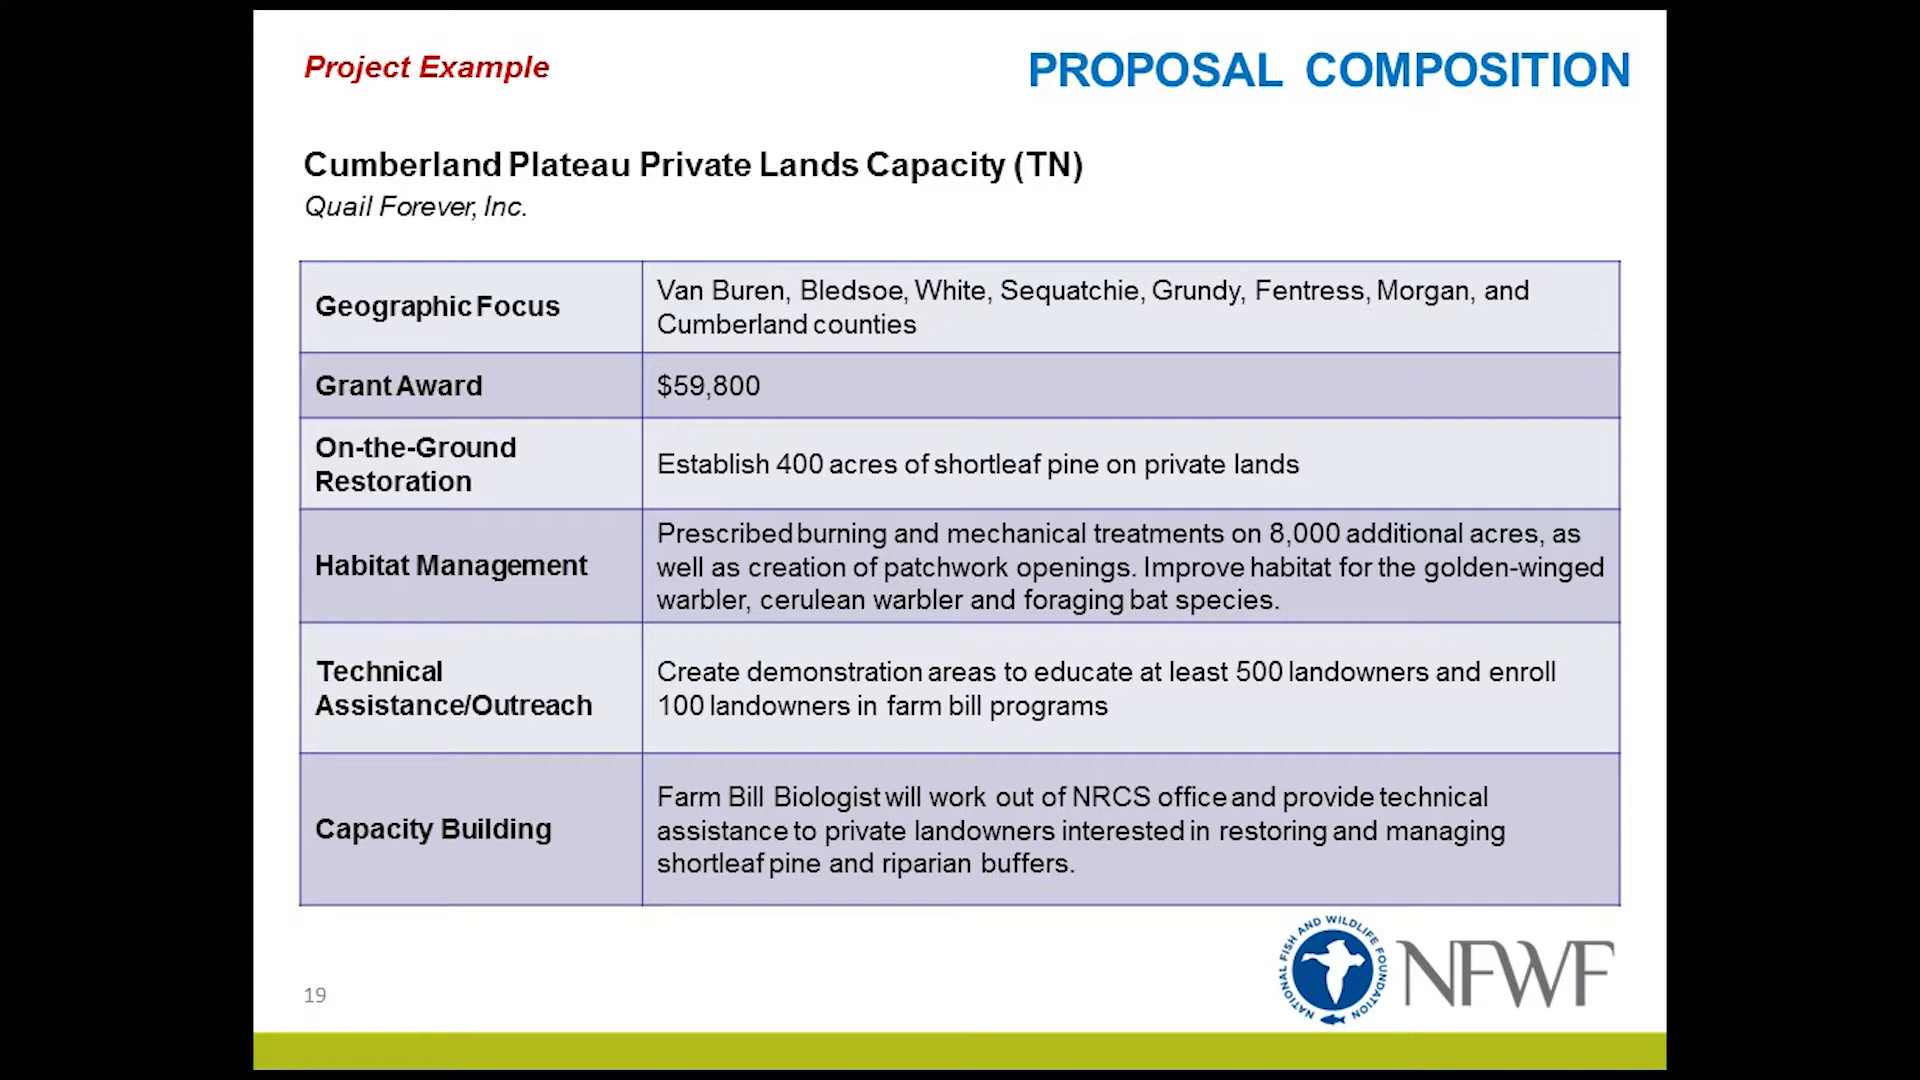 Project Example
PROPOSAL COMPOSITION
Cumberland Plateau Private Lands Capacity (TN)
Quail Forever, Inc.
Geographic Focus
Van Buren, Bledsoe, White, Sequatchie, Grundy, Fentress, Morgan, and
Cumberland counties
Grant Award
$59,800
On-the-Ground
Restoration
Establish 400 acres of shortleaf pine on private lands
Habitat Management
Prescribed burning and mechanical treatments on 8,000 additional acres, as
well as creation of patchwork openings. Improve habitat for the golden-winged
warbler, cerulean warbler and foraging bat species.
Technical
Assistance/Outreach
Create demonstration areas to educate at least 500 landowners and enroll
100 landowners in farm bill programs
Capacity Building
Farm Bill Biologist will work out of NRCS office and provide technical
assistance to private landowners interested in restoring and managing
shortleaf pine and riparian buffers.
NATIONAL FISH AND WILDLIFE FOUNDATION
NFWF
19